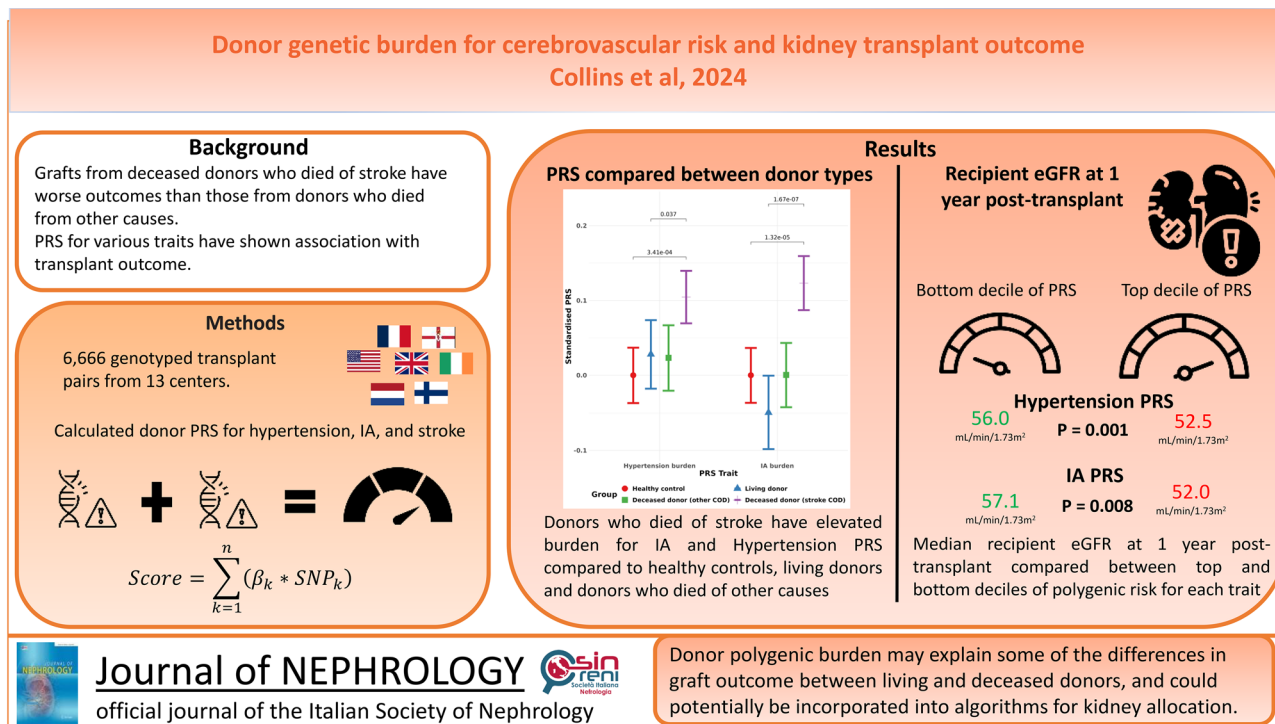 Donor genetic burden for cerebrovascular risk and kidney transplant outcome
Collins et al, 2024
Background
Grafts from deceased donors who died of stroke have
worse outcomes than those from donors who died
from other causes.
PRS for various traits have shown association with
transplant outcome.
Methods
6,666 genotyped transplant
pairs from 13 centers.
Calculated donor PRS for hypertension, IA, and stroke
Score = ∑ₖ₌₁ⁿ (βₖ * SNPₖ)
Results
PRS compared between donor types
1.67e-07
0.037
1.32e-05
3.41e-04
0.2
0.1
0.0
-0.1
Standardised PRS
Hypertension burden
IA burden
PRS Trait
Group
Healthy control
Living donor
Deceased donor (other COD)
Deceased donor (stroke COD)
Donors who died of stroke have elevated
burden for IA and Hypertension PRS
compared to healthy controls, living donors
and donors who died of other causes
Recipient eGFR at 1
year post-transplant
Bottom decile of PRS
Top decile of PRS
Hypertension PRS
56.0
mL/min/1.73m²
P = 0.001
52.5
mL/min/1.73m²
IA PRS
57.1
mL/min/1.73m²
P = 0.008
52.0
mL/min/1.73m²
Median recipient eGFR at 1 year post-
transplant compared between top and
bottom deciles of polygenic risk for each trait
NEPHROLOGY
Journal of NEPHROLOGY
official journal of the Italian Society of Nephrology
sin
reni
Società Italiana
Nefrologia
Donor polygenic burden may explain some of the differences in
graft outcome between living and deceased donors, and could
potentially be incorporated into algorithms for kidney allocation.